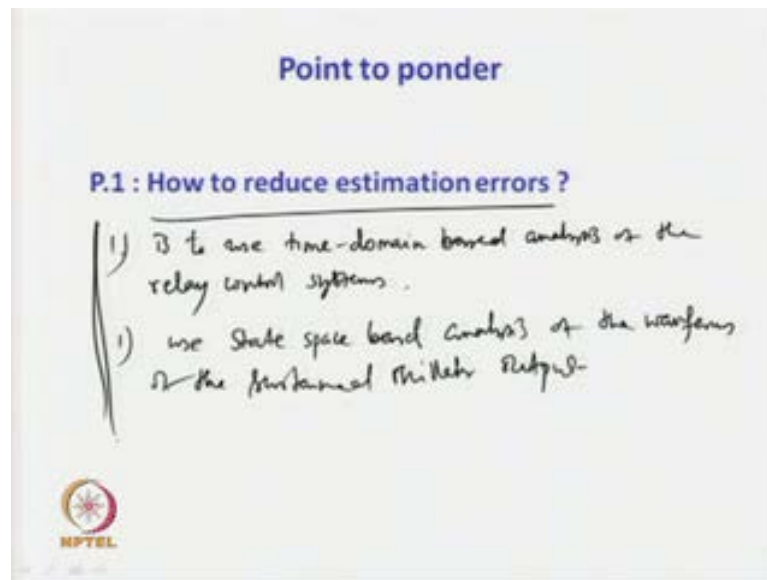 Point to ponder
P.1 : How to reduce estimation errors ?
1) is to use time-domain based analysis of the
relay control systems.
1) use State space based analysis of the waveforms
of the sustained output
NPTEL